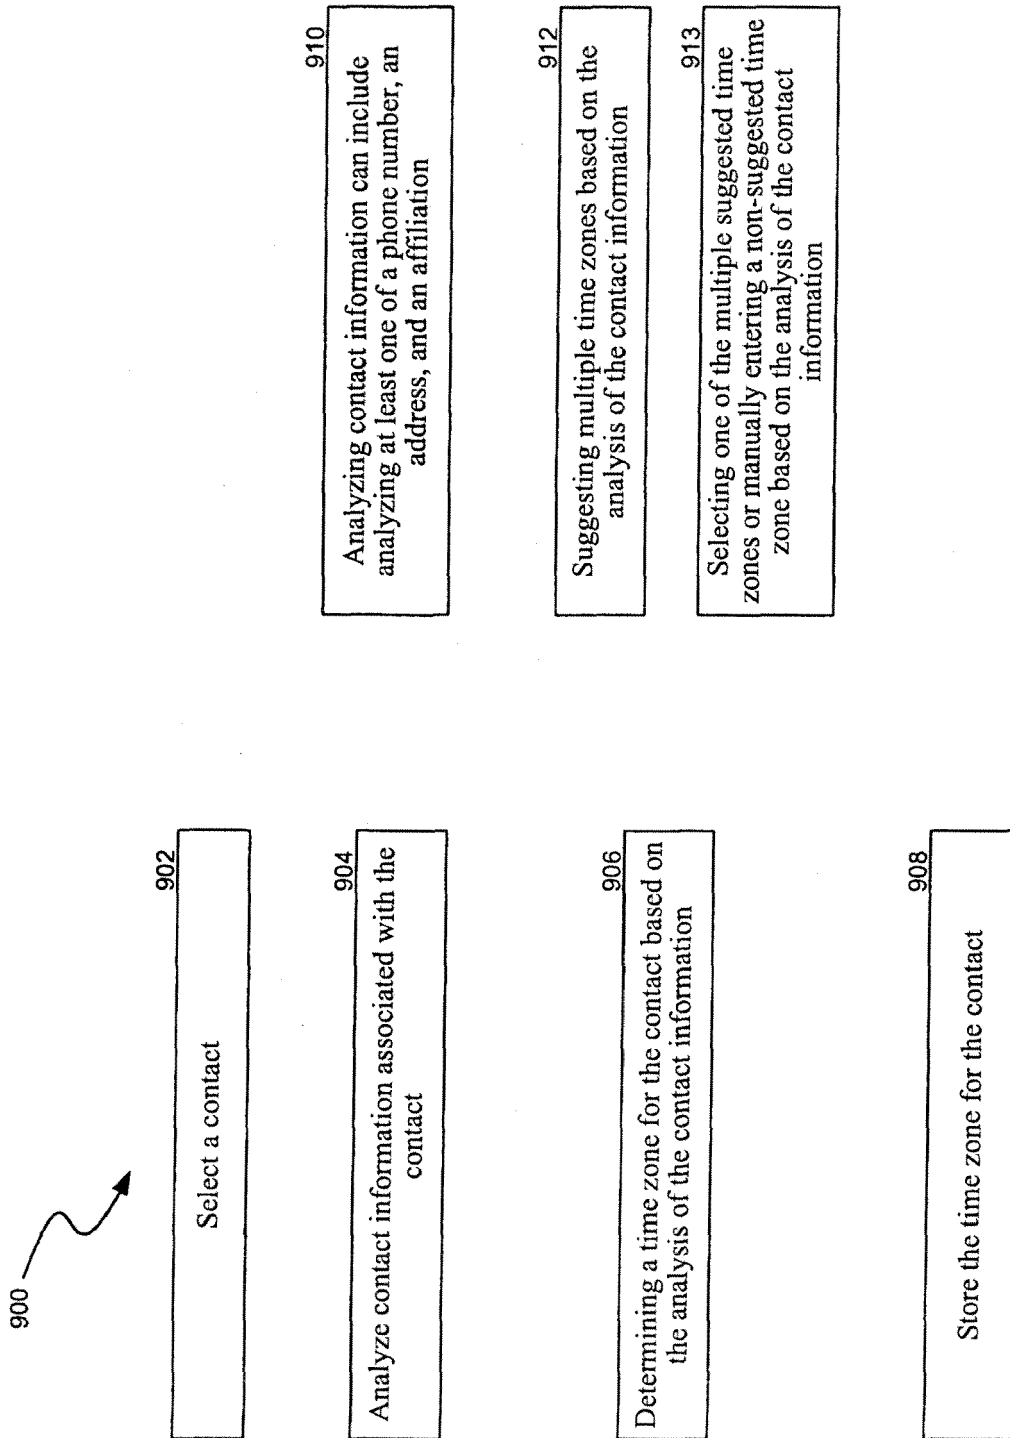 900
902
Select a contact
904
Analyze contact information associated with the
contact
906
Determining a time zone for the contact based on
the analysis of the contact information
908
Store the time zone for the contact
910
Analyzing contact information can include
analyzing at least one of a phone number, an
address, and an affiliation
912
Suggesting multiple time zones based on the
analysis of the contact information
913
Selecting one of the multiple suggested time
zones or manually entering a non-suggested time
zone based on the analysis of the contact
information